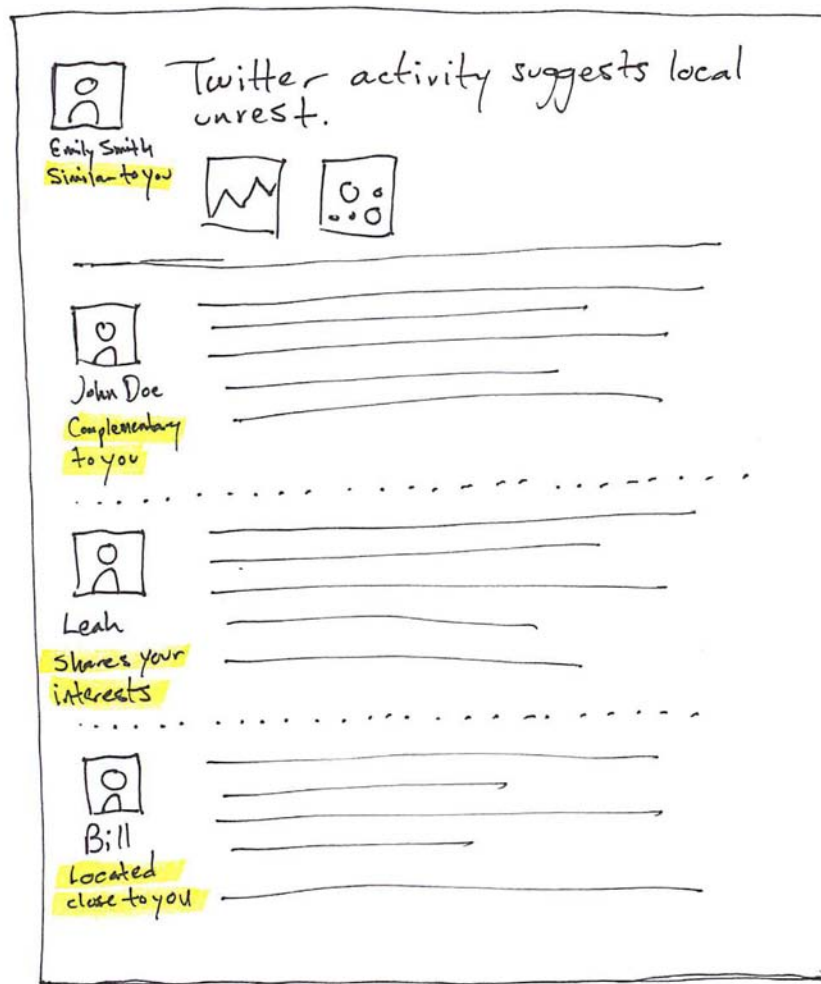 Twitter activity suggests local
unrest.
Emily Smith
Similar to you
John Doe
Complementary
to you
Leah
Shares your
interests
Bill
Located
close to you